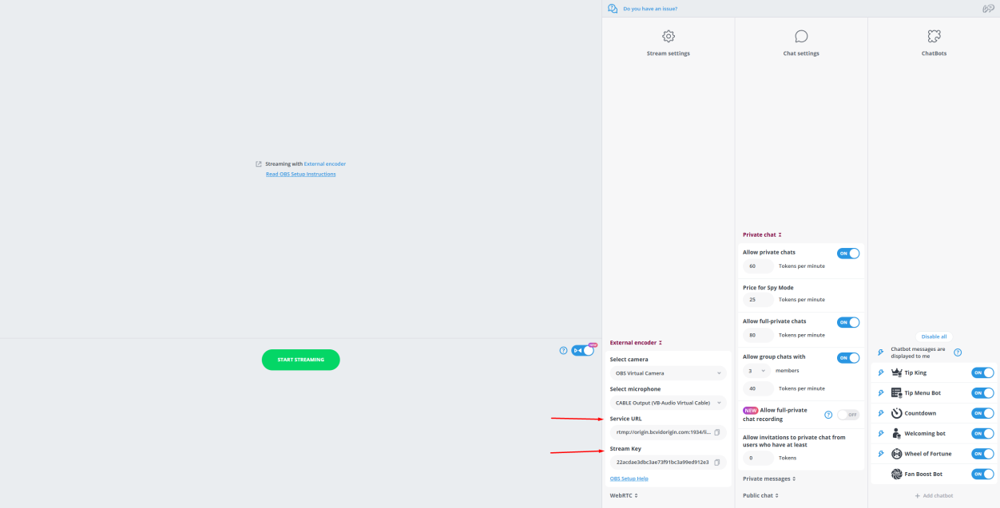 Do you have an issue?
Streaming with External encoder
Read OBS Setup Instructions
START STREAMING
NEW
Stream settings
External encoder
Select camera
OBS Virtual Camera
Select microphone
CABLE Output (VB-Audio Virtual Cable)
Service URL
rtmp://origin.bcvidorigin.com:1934/li...
Stream Key
22acdae3dbc3ae73f91bc3a99ed912e3
OBS Setup Help
WebRTC
Chat settings
Private chat
Allow private chats
ON
60 Tokens per minute
Price for Spy Mode
25 Tokens per minute
Allow full-private chats
ON
80 Tokens per minute
Allow group chats with
ON
3 members
40 Tokens per minute
NEW Allow full-private
chat recording
OFF
Allow invitations to private chat from
users who have at least
0 Tokens
Private messages
Public chat
ChatBots
Disable all
Chatbot messages are
displayed to me
Tip King ON
Tip Menu Bot ON
Countdown ON
Welcoming bot ON
Wheel of Fortune ON
Fan Boost Bot ON
+ Add chatbot